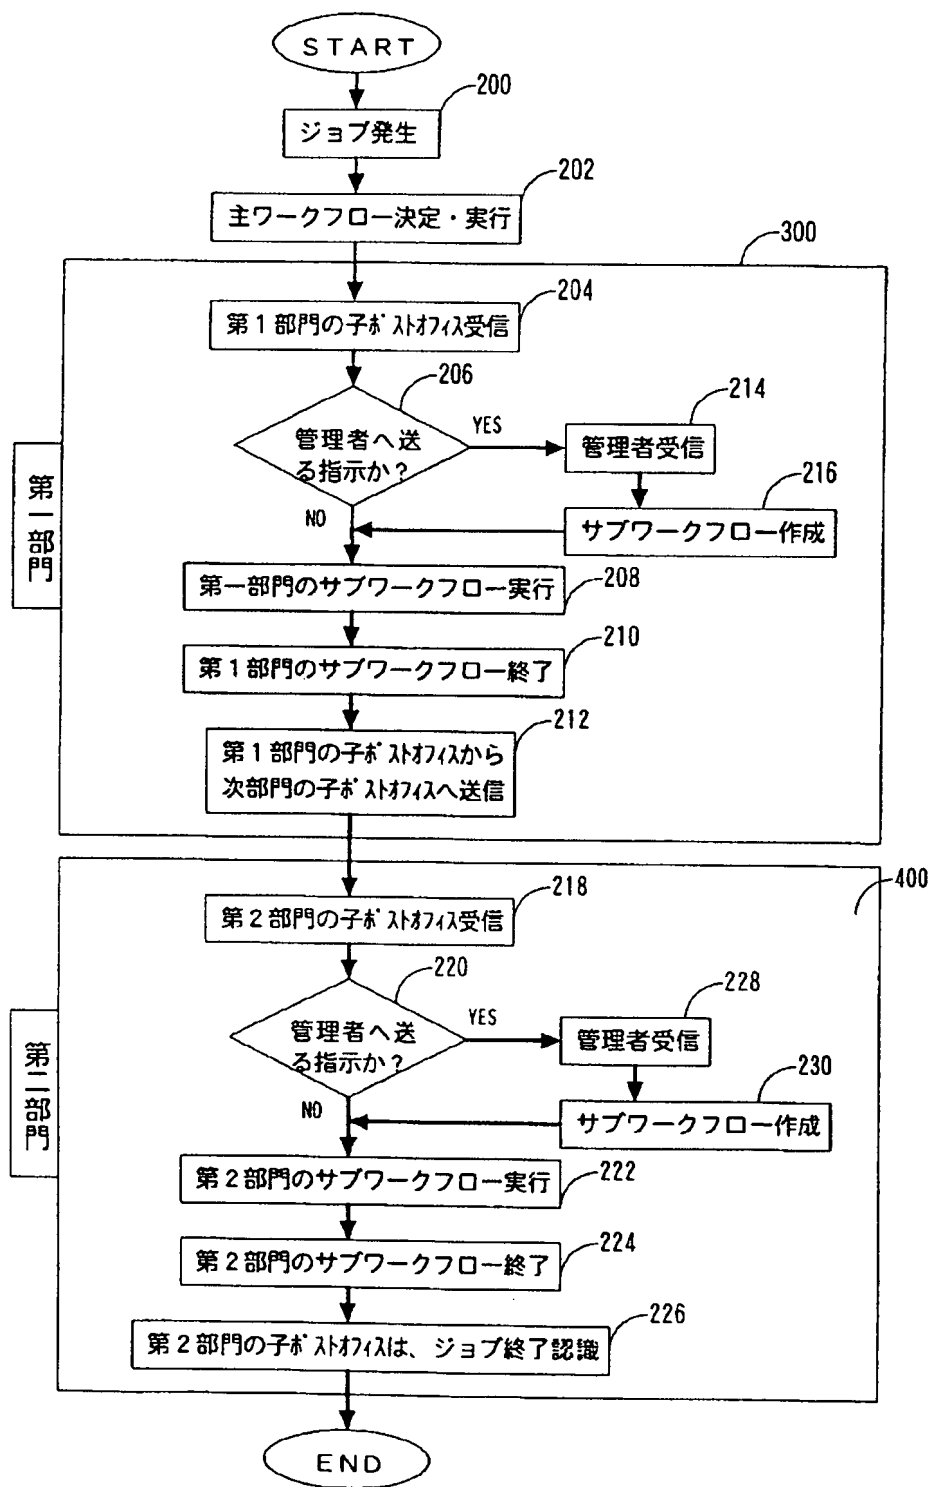 START
200
ジョブ発生
202
主ワークフロー決定・実行
300
第一部門
204
第1部門の子ﾎﾟｽﾄｵﾌｨｽ受信
206
管理者へ送
る指示か?
YES
NO
214
管理者受信
216
サブワークフロー作成
第一部門のサブワークフロー実行
208
210
第1部門のサブワークフロー終了
212
第1部門の子ﾎﾟｽﾄｵﾌｨｽから
次部門の子ﾎﾟｽﾄｵﾌｨｽへ送信
400
第二部門
218
第2部門の子ﾎﾟｽﾄｵﾌｨｽ受信
220
管理者へ送
る指示か?
YES
NO
228
管理者受信
230
サブワークフロー作成
第2部門のサブワークフロー実行
222
第2部門のサブワークフロー終了
224
226
第2部門の子ﾎﾟｽﾄｵﾌｨｽは、ジョブ終了認識
END